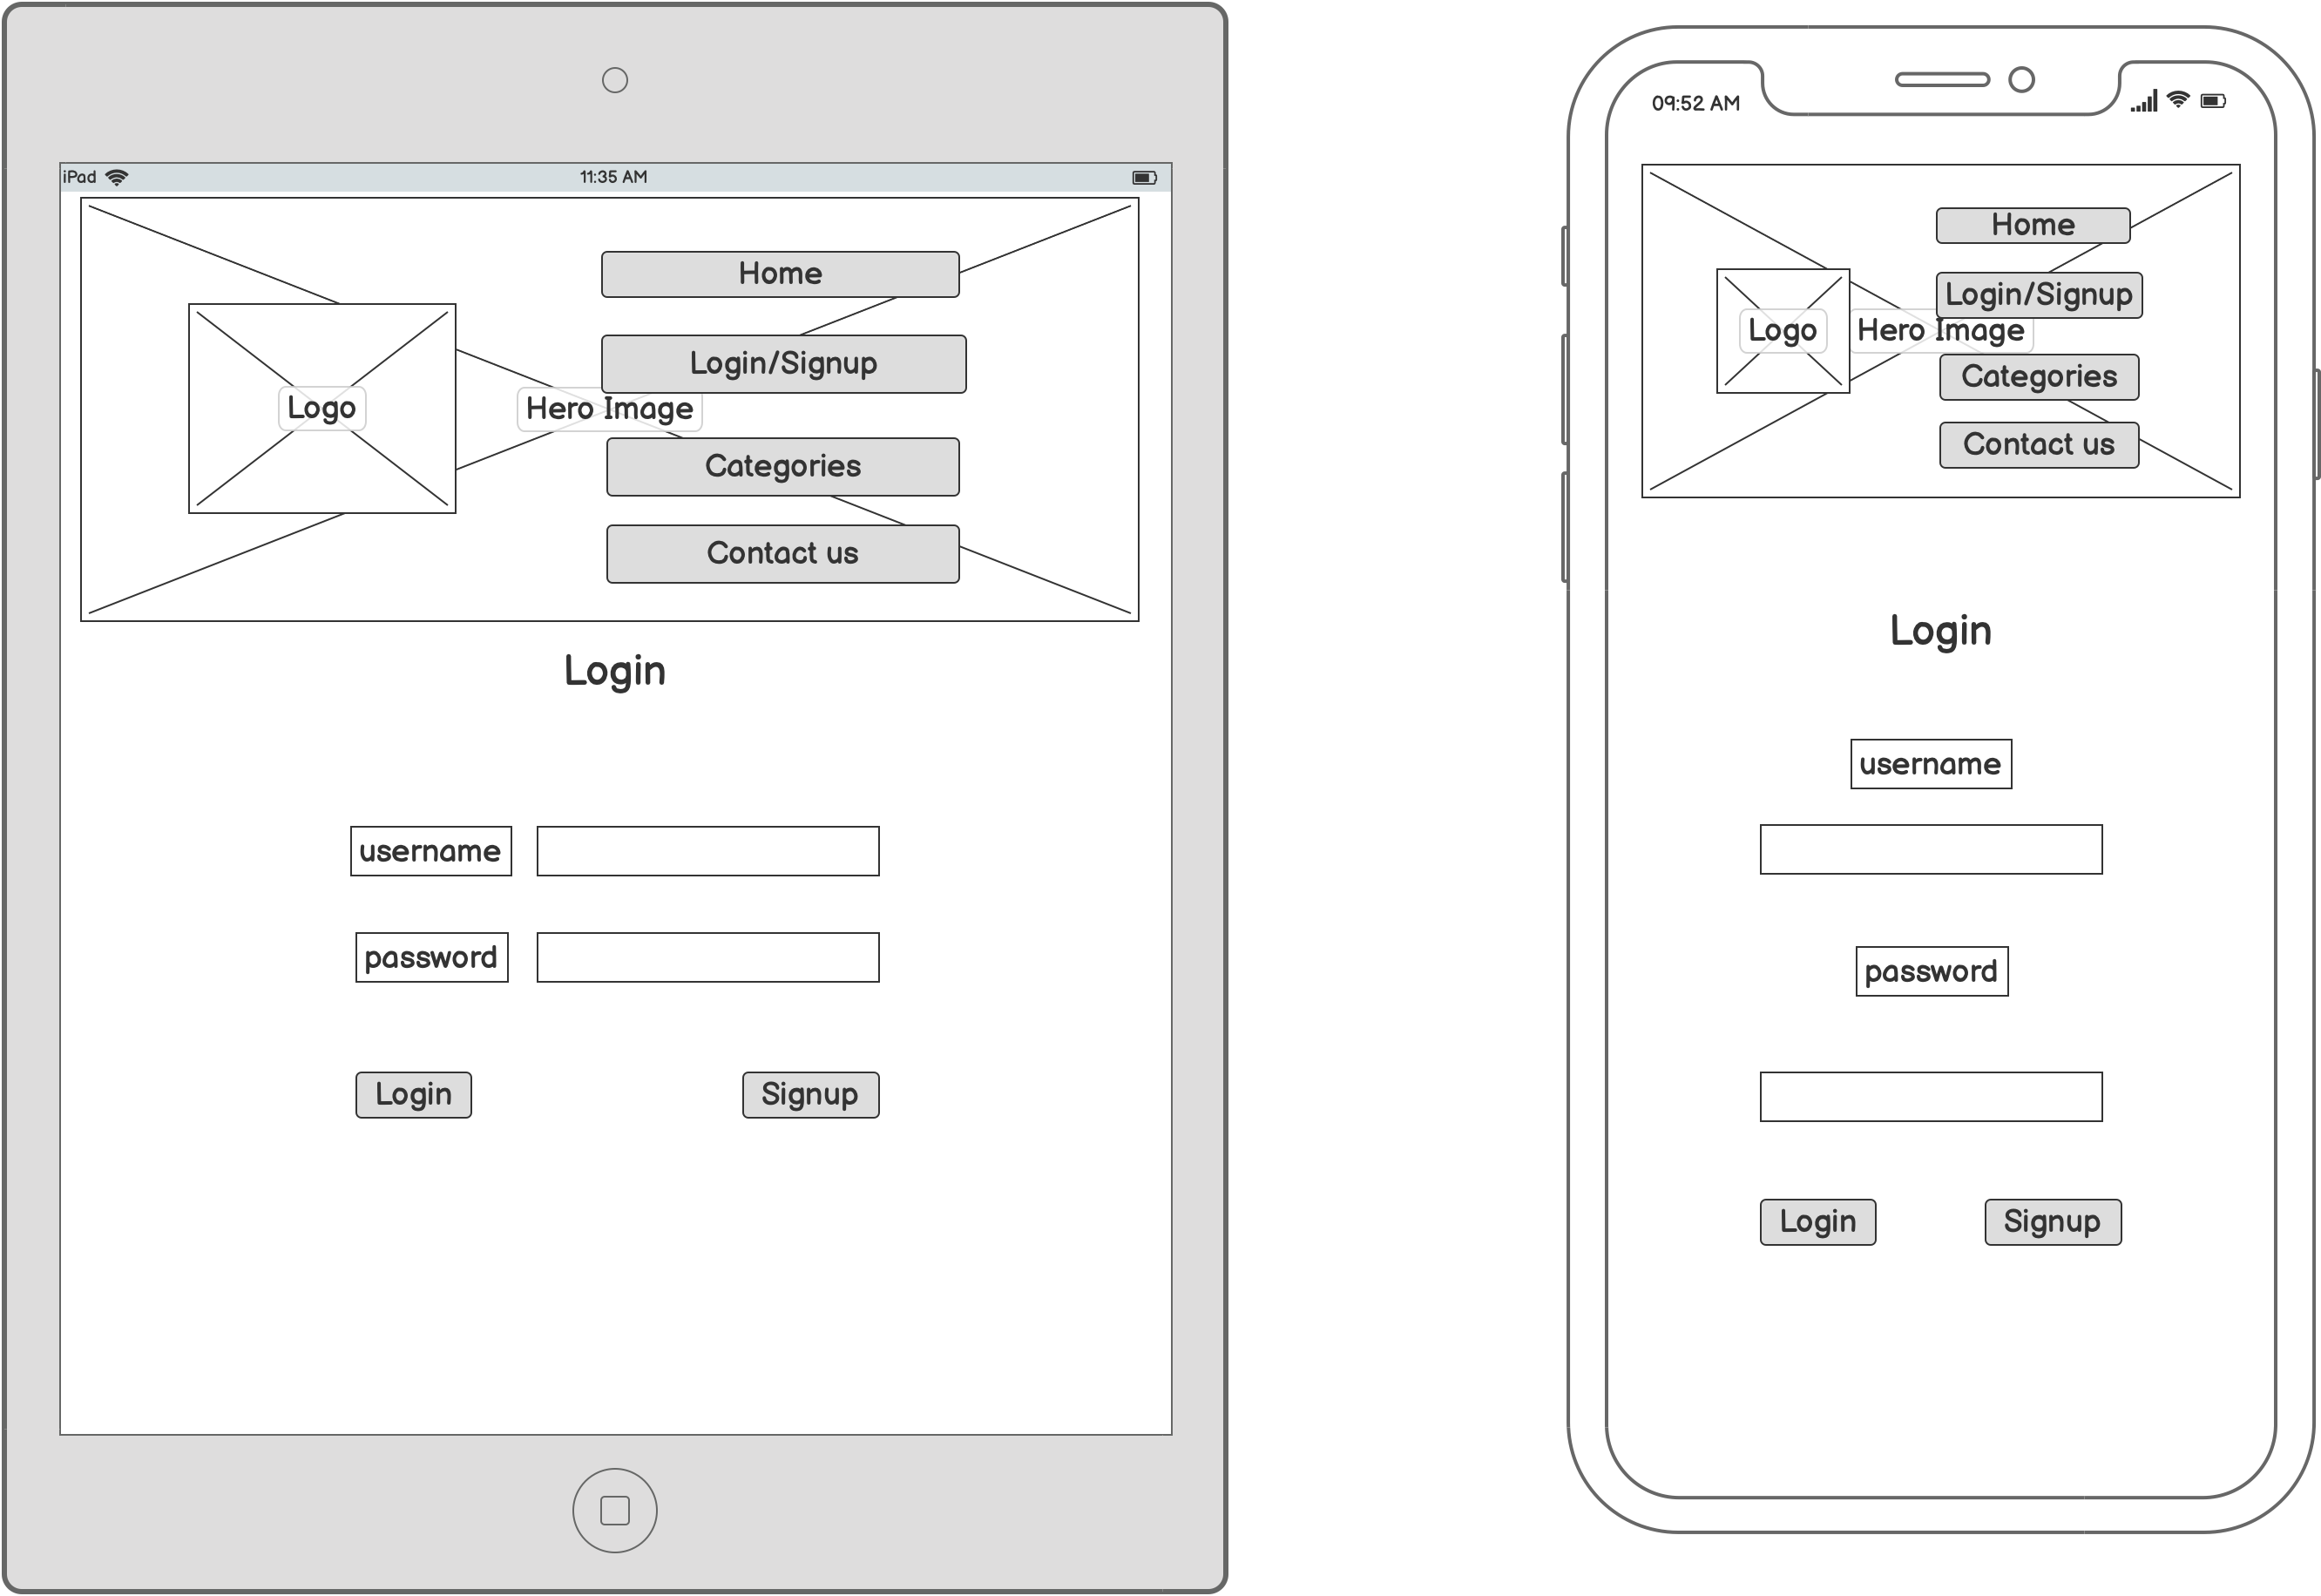 iPad 11:35 AM
Home
Login/Signup
Logo
Hero Image
Categories
Contact us
Login
username
password
Login Signup
09:52 AM
Home
Login/Signup
Logo
Hero Image
Categories
Contact us
Login
username
password
Login Signup